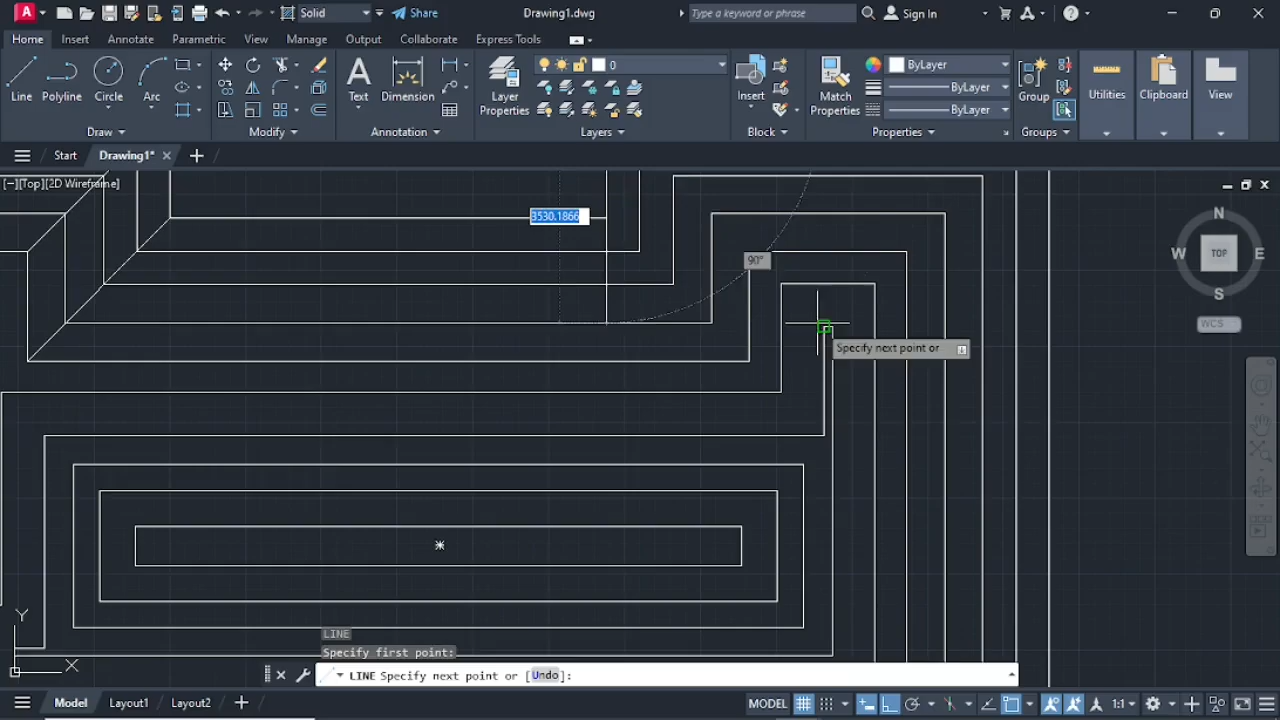 A Solid Share Drawing1.dwg Type a keyword or phrase Sign In
Home Insert Annotate Parametric View Manage Output Collaborate Express Tools
0 ByLayer
Line Polyline Circle Arc Text Dimension Layer Properties Insert Match Properties ByLayer Group Utilities Clipboard View
ByLayer
Draw Modify Annotation Layers Block Properties Groups
Start Drawing1*
[−][Top][2D Wireframe]
3530.1866
N
W TOP E
S
WCS
90°
Specify next point or
Y
X
LINE
Specify first point:
LINE Specify next point or [Undo]:
Model Layout1 Layout2 MODEL 1:1